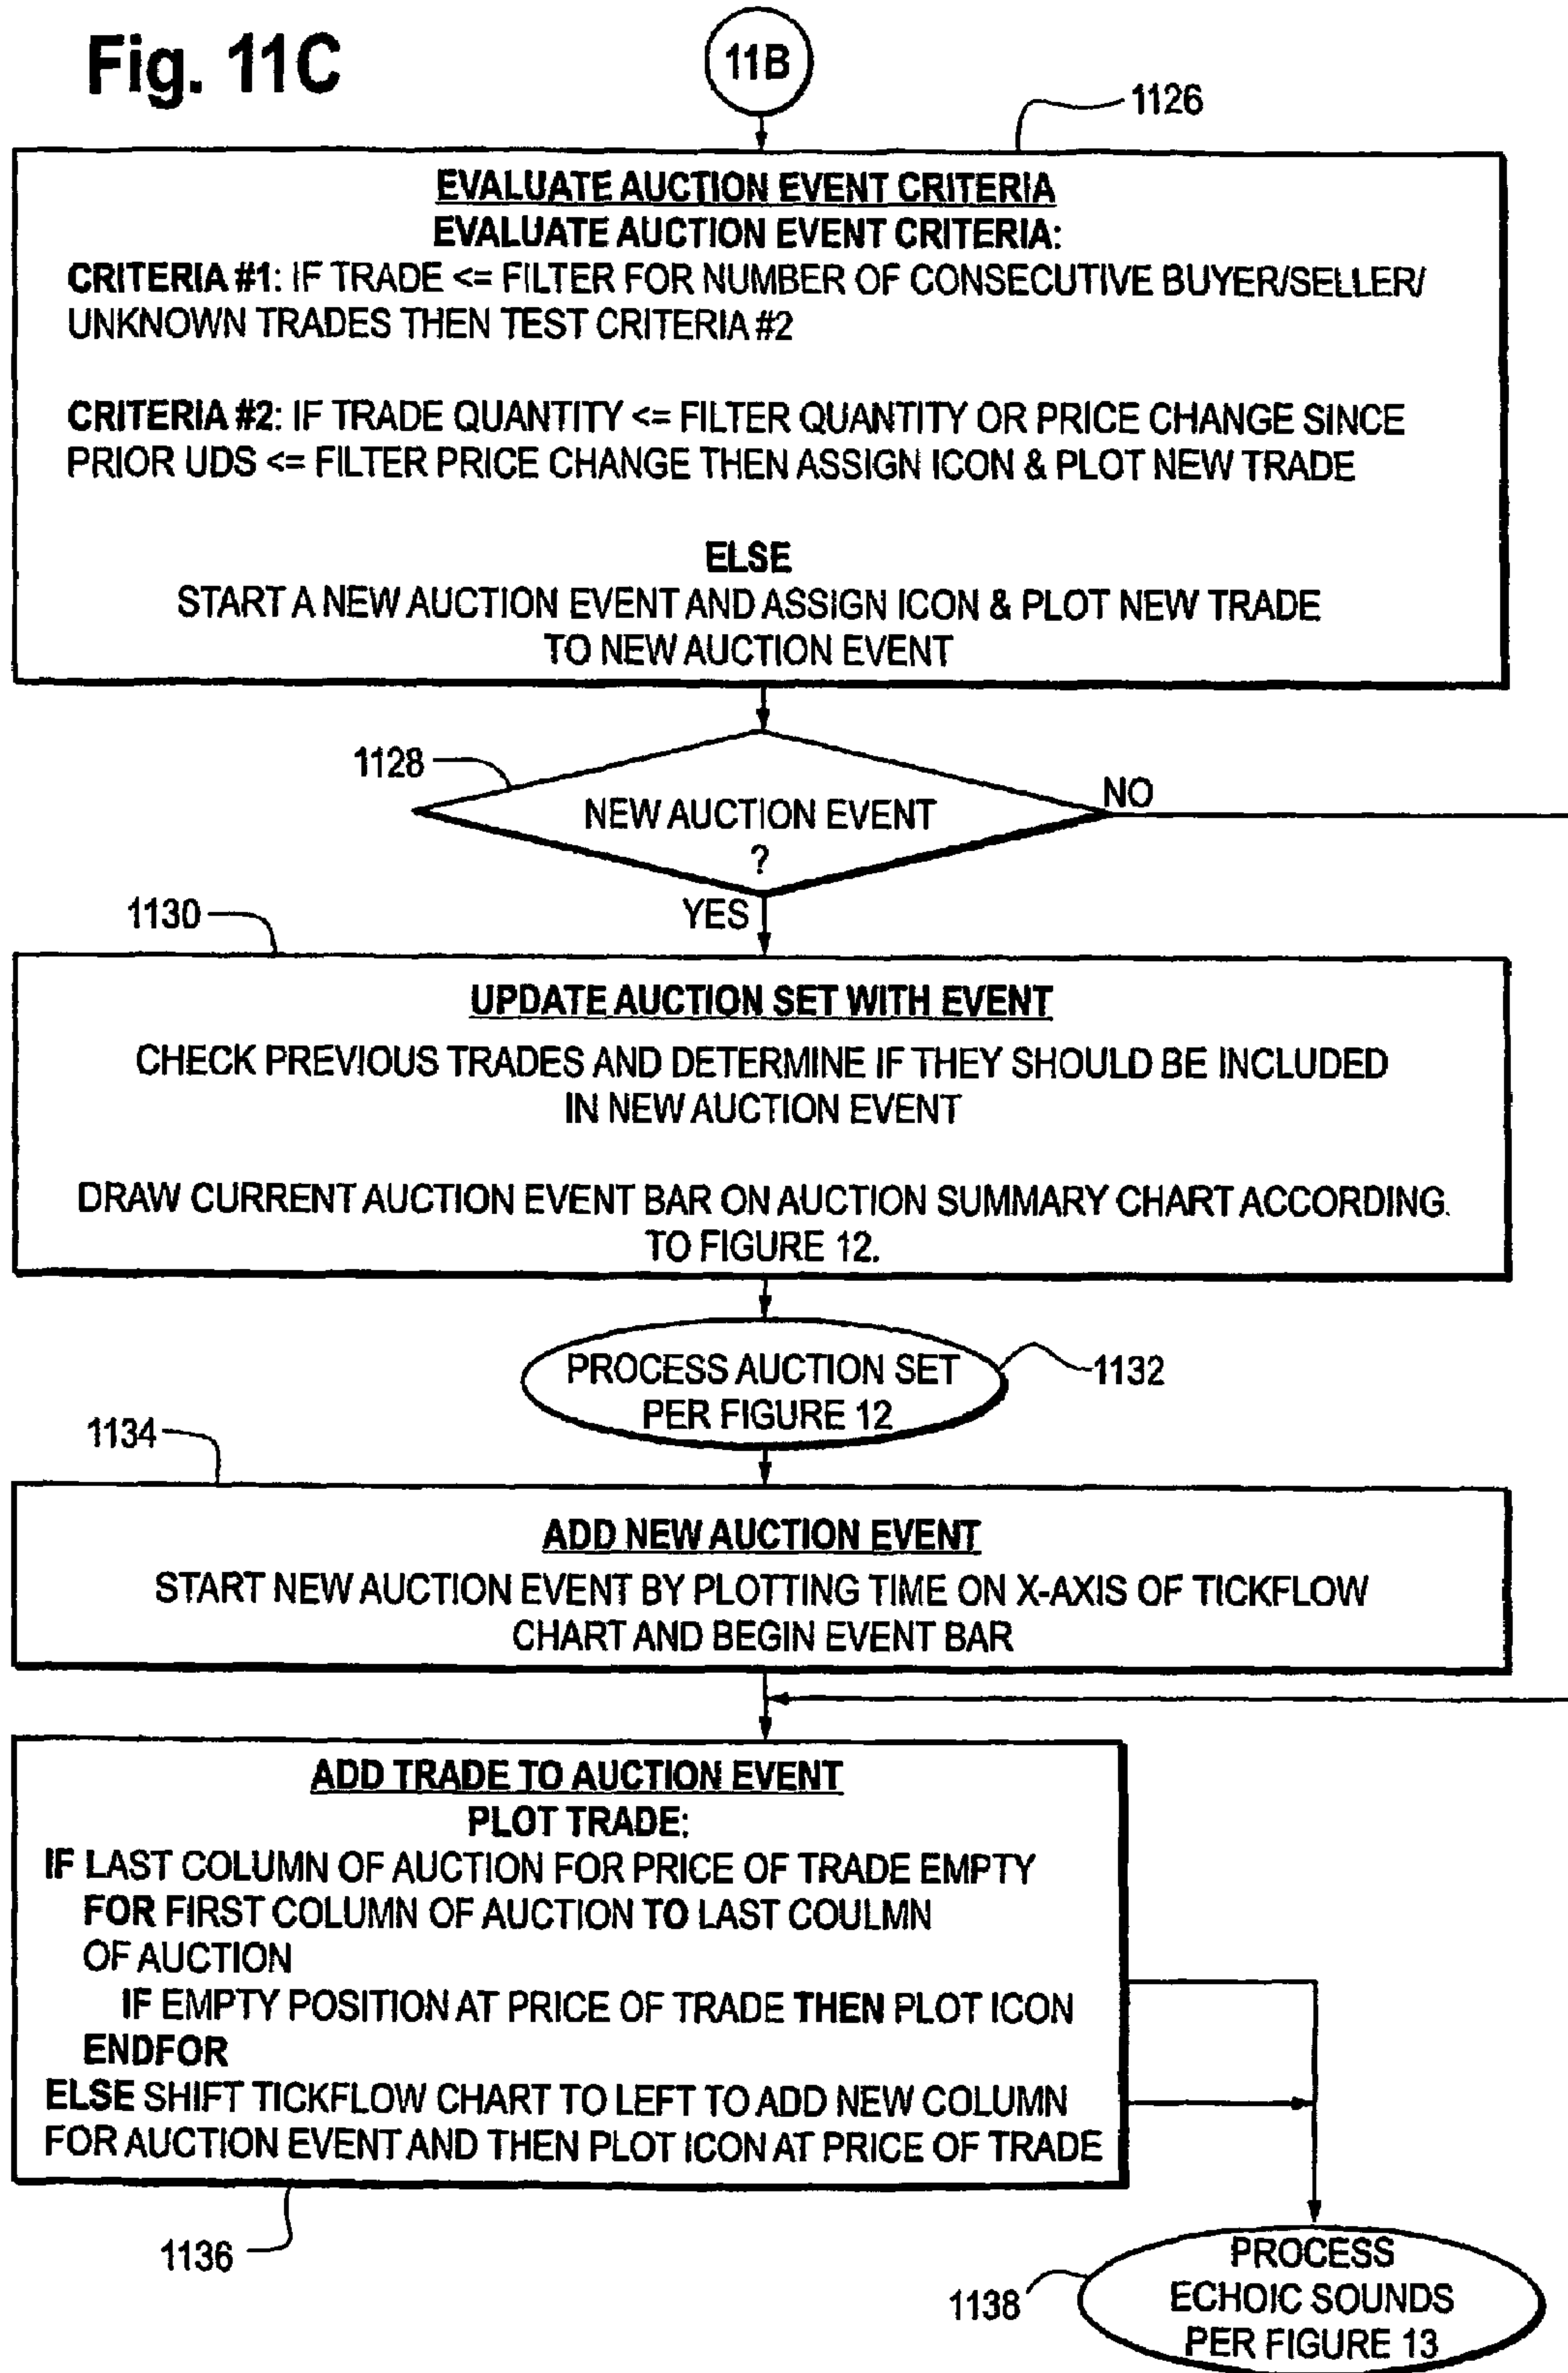 Fig. 11C
11B
1126
EVALUATE AUCTION EVENT CRITERIA
EVALUATE AUCTION EVENT CRITERIA:
CRITERIA #1: IF TRADE <= FILTER FOR NUMBER OF CONSECUTIVE BUYER/SELLER/
UNKNOWN TRADES THEN TEST CRITERIA #2
CRITERIA #2: IF TRADE QUANTITY <= FILTER QUANTITY OR PRICE CHANGE SINCE
PRIOR UDS <= FILTER PRICE CHANGE THEN ASSIGN ICON & PLOT NEW TRADE
ELSE
START A NEW AUCTION EVENT AND ASSIGN ICON & PLOT NEW TRADE
TO NEW AUCTION EVENT
1128
NEW AUCTION EVENT
?
NO
YES
1130
UPDATE AUCTION SET WITH EVENT
CHECK PREVIOUS TRADES AND DETERMINE IF THEY SHOULD BE INCLUDED
IN NEW AUCTION EVENT
DRAW CURRENT AUCTION EVENT BAR ON AUCTION SUMMARY CHART ACCORDING.
TO FIGURE 12.
PROCESS AUCTION SET
PER FIGURE 12
1132
1134
ADD NEW AUCTION EVENT
START NEW AUCTION EVENT BY PLOTTING TIME ON X-AXIS OF TICKFLOW
CHART AND BEGIN EVENT BAR
ADD TRADE TO AUCTION EVENT
PLOT TRADE:
IF LAST COLUMN OF AUCTION FOR PRICE OF TRADE EMPTY
FOR FIRST COLUMN OF AUCTION TO LAST COULMN
OF AUCTION
IF EMPTY POSITION AT PRICE OF TRADE THEN PLOT ICON
ENDFOR
ELSE SHIFT TICKFLOW CHART TO LEFT TO ADD NEW COLUMN
FOR AUCTION EVENT AND THEN PLOT ICON AT PRICE OF TRADE
1136
1138
PROCESS
ECHOIC SOUNDS
PER FIGURE 13